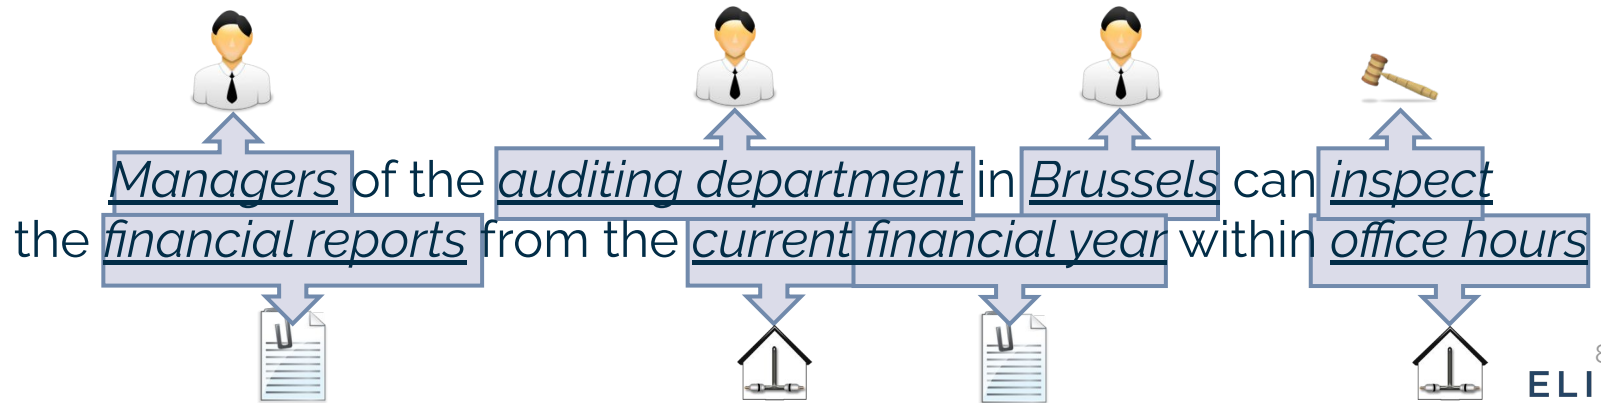 Managers of the auditing department in Brussels can inspect
the financial reports from the current financial year within office hours
ELI